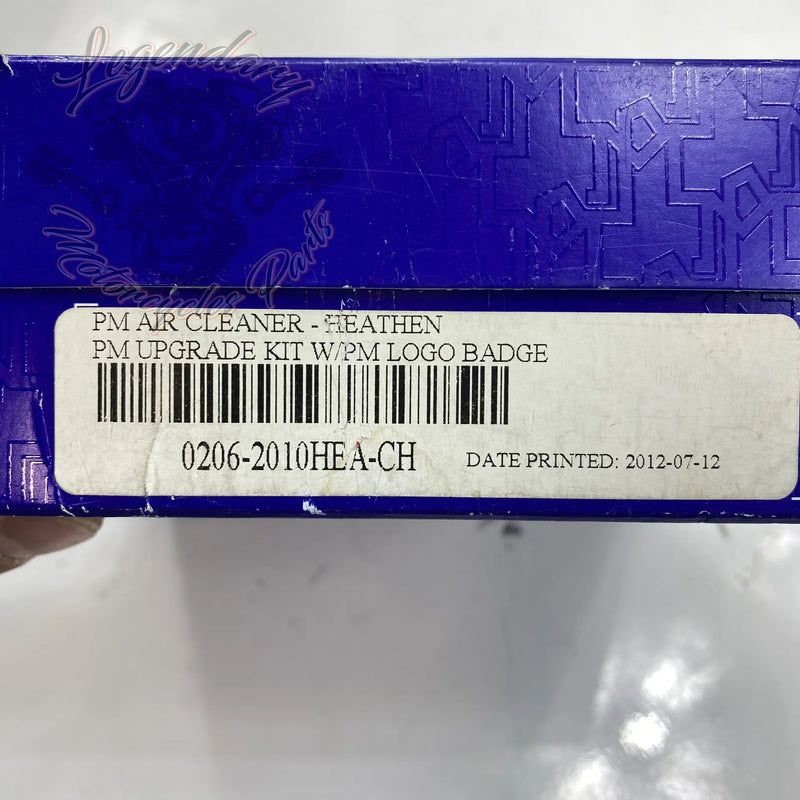 Legendary
Motorcycles Parts
PM AIR CLEANER - HEATHEN
PM UPGRADE KIT W/PM LOGO BADGE
0206-2010HEA-CH
DATE PRINTED: 2012-07-12